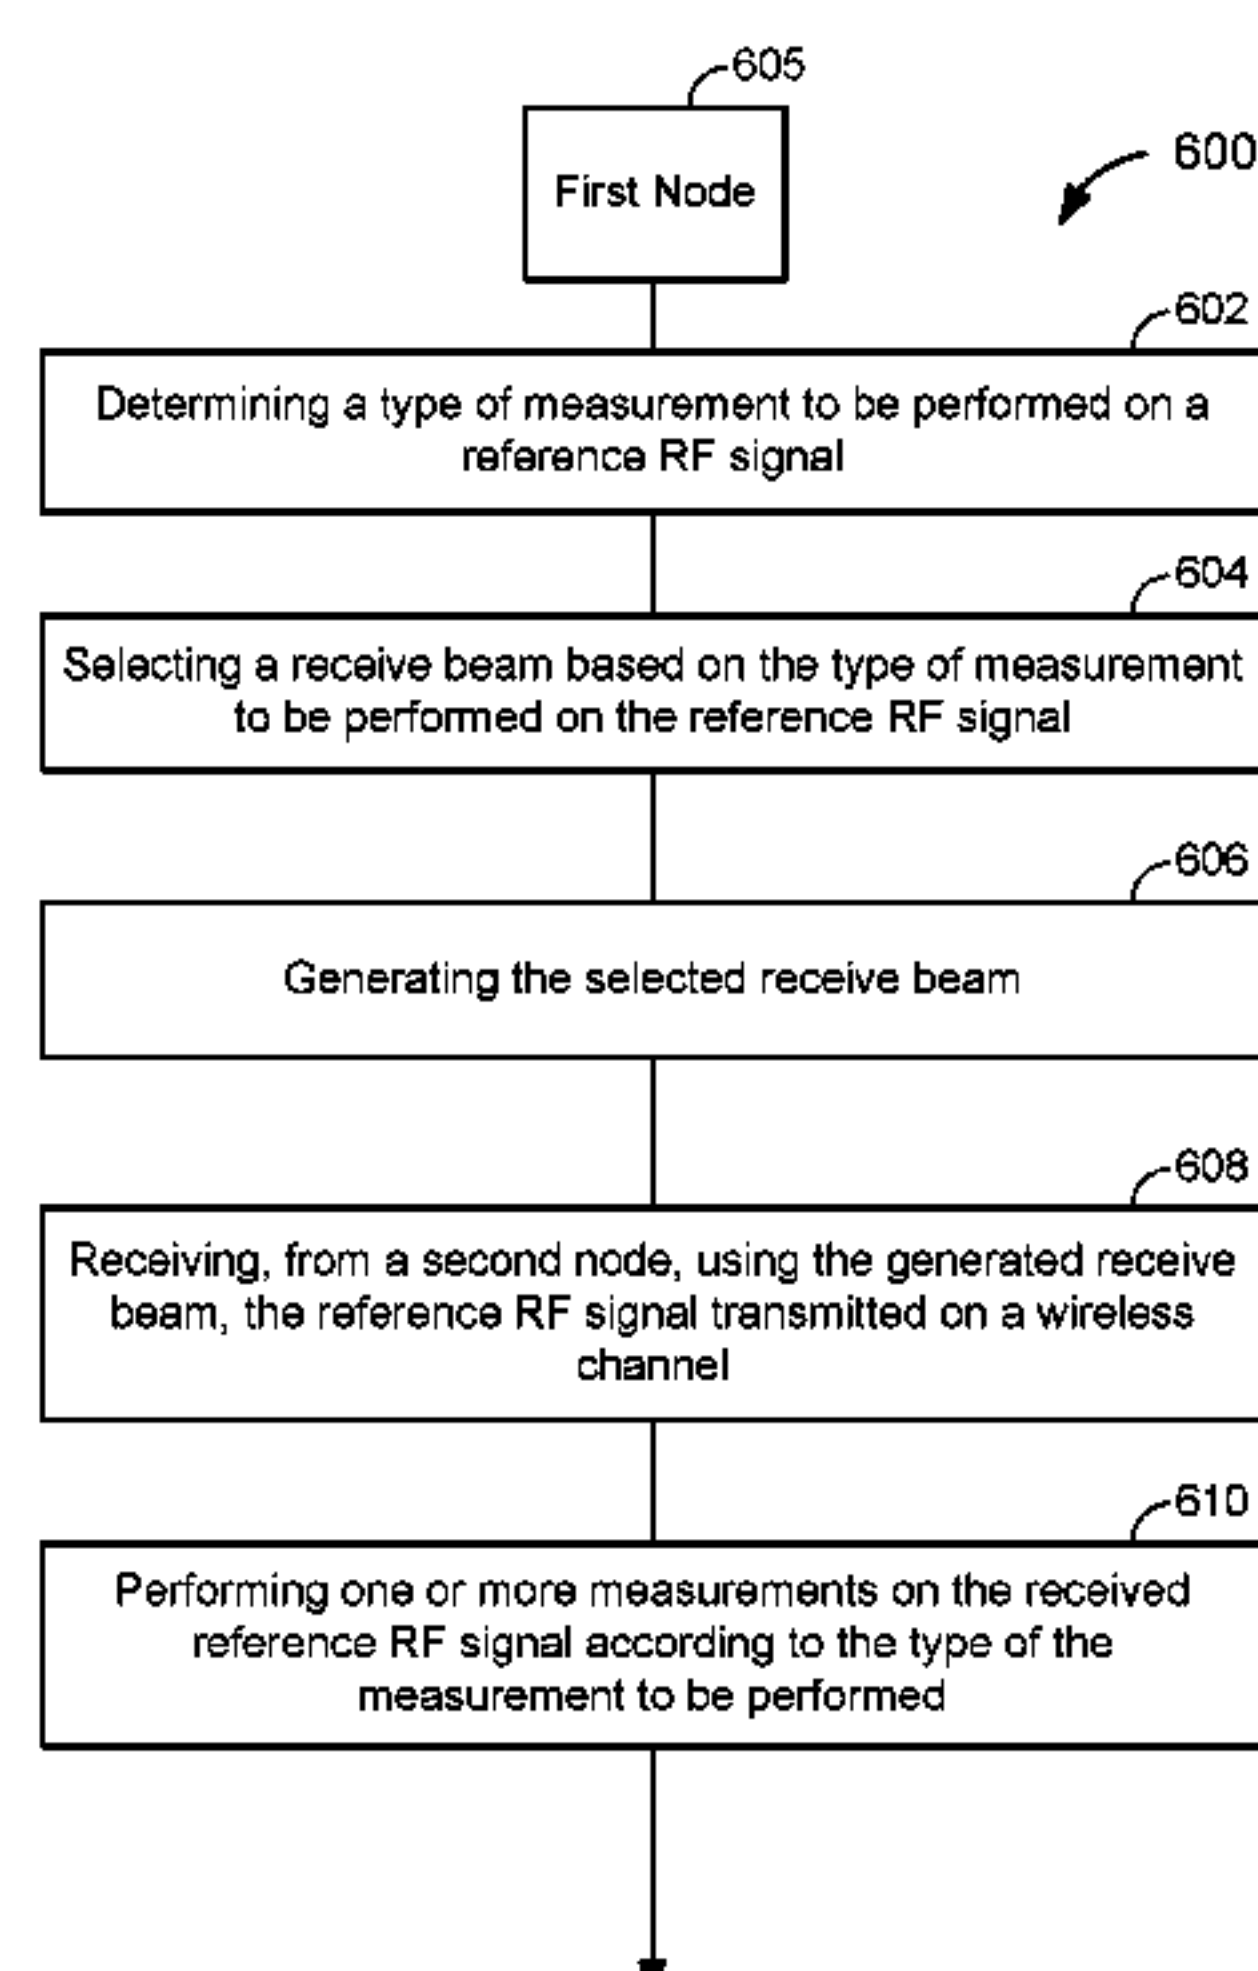 605
600
First Node
602
Determining a type of measurement to be performed on a
reference RF signal
604
Selecting a receive beam based on the type of measurement
to be performed on the reference RF signal
606
Generating the selected receive beam
608
Receiving, from a second node, using the generated receive
beam, the reference RF signal transmitted on a wireless
channel
610
Performing one or more measurements on the received
reference RF signal according to the type of the
measurement to be performed